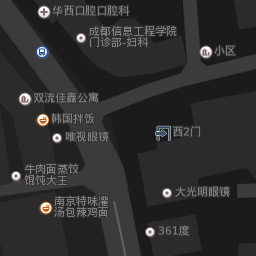 华西口腔口腔科
成都信息工程学院
门诊部-妇科
小区
双流佳鑫公寓
韩国拌饭
唯视眼镜
西2门
牛肉面蒸饺
馄饨大王
大光明眼镜
南京特味灌
汤包辣鸡面
361度